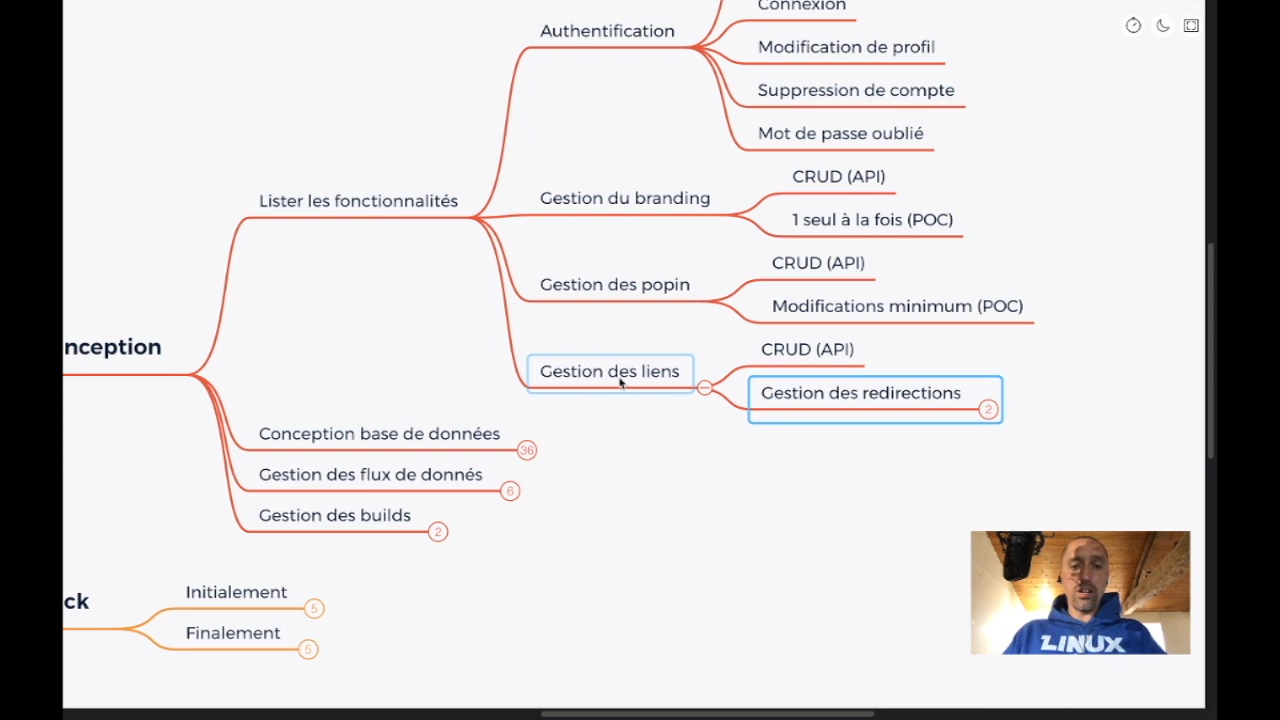 Connexion
Authentification
Modification de profil
Suppression de compte
Mot de passe oublié
CRUD (API)
Lister les fonctionnalités
Gestion du branding
1 seul à la fois (POC)
CRUD (API)
Gestion des popin
Modifications minimum (POC)
nception
CRUD (API)
Gestion des liens
Gestion des redirections
2
Conception base de données
36
Gestion des flux de donnés
6
Gestion des builds
2
ck
Initialement
5
Finalement
5
LINUX